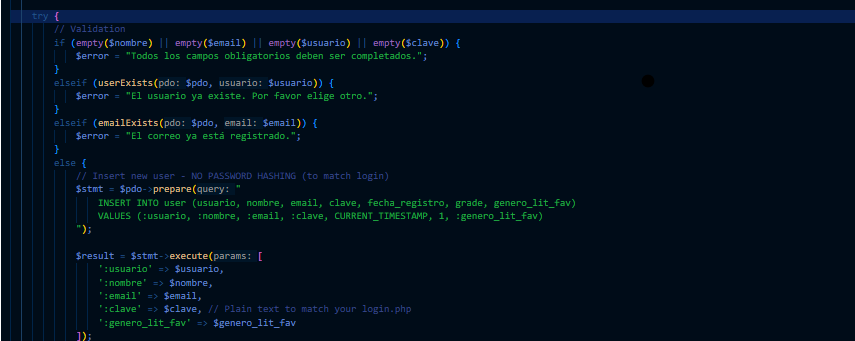 try {
// Validation
if (empty($nombre) || empty($email) || empty($usuario) || empty($clave)) {
$error = "Todos los campos obligatorios deben ser completados.";
}
elseif (userExists(pdo: $pdo, usuario: $usuario)) {
$error = "El usuario ya existe. Por favor elige otro.";
}
elseif (emailExists(pdo: $pdo, email: $email)) {
$error = "El correo ya está registrado.";
}
else {
// Insert new user - NO PASSWORD HASHING (to match login)
$stmt = $pdo->prepare(query: "
INSERT INTO user (usuario, nombre, email, clave, fecha_registro, grade, genero_lit_fav)
VALUES (:usuario, :nombre, :email, :clave, CURRENT_TIMESTAMP, 1, :genero_lit_fav)
");
$result = $stmt->execute(params: [
':usuario' => $usuario,
':nombre' => $nombre,
':email' => $email,
':clave' => $clave, // Plain text to match your login.php
':genero_lit_fav' => $genero_lit_fav
]);